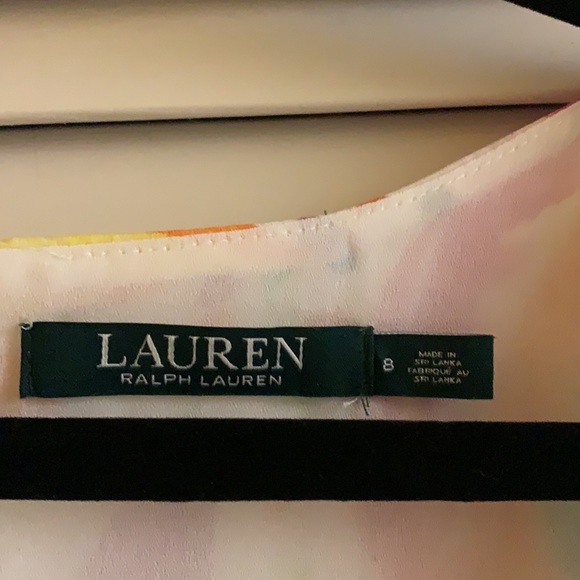 LAUREN
RALPH LAUREN
8
MADE IN
SRI LANKA
FABRIQUÉ AU
SRI LANKA